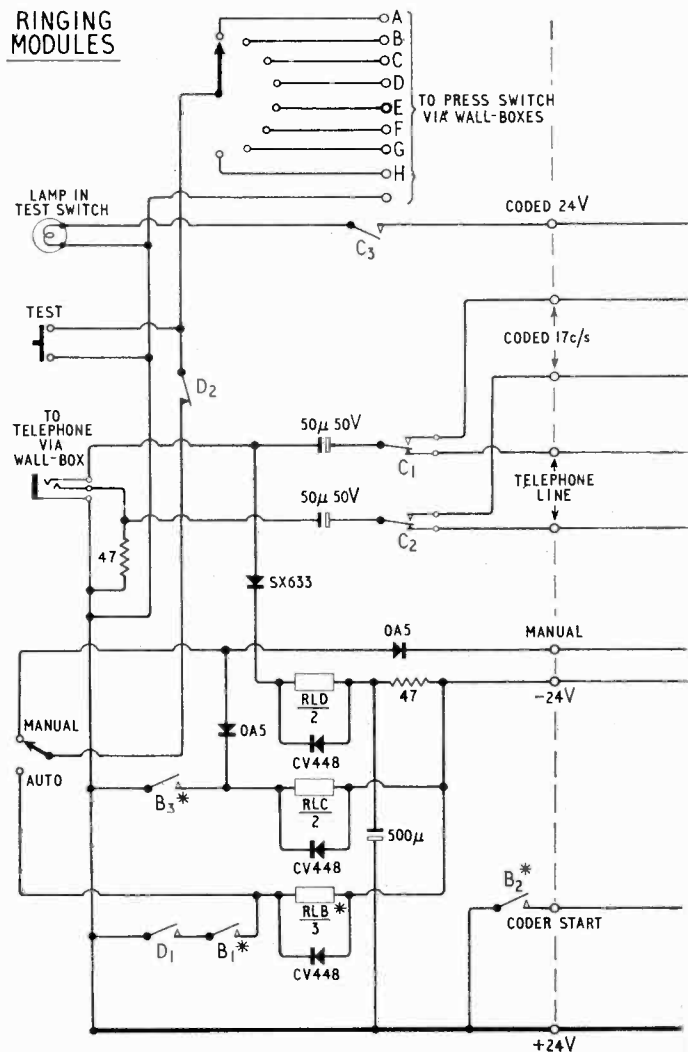 RINGING
MODULES
A
B
C
D
E
F
G
H
TO PRESS SWITCH
VIA WALL-BOXES
LAMP IN
TEST SWITCH
C3
CODED 24V
TEST
D2
CODED 17c/s
TO
TELEPHONE
VIA
WALL-BOX
50μ 50V
C1
TELEPHONE
LINE
50μ 50V
C2
47
SX633
OA5
MANUAL
47
-24V
RLD
2
MANUAL
OA5
CV448
AUTO
B3*
RLC
2
500μ
CV448
B2*
RLB*
3
CODER START
D1
B1*
CV448
+24V